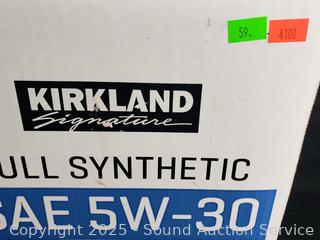 59. 4100
KIRKLAND
Signature
ULL SYNTHETIC
SAE 5W-30
Copyright 2025 - Sound Auction Service